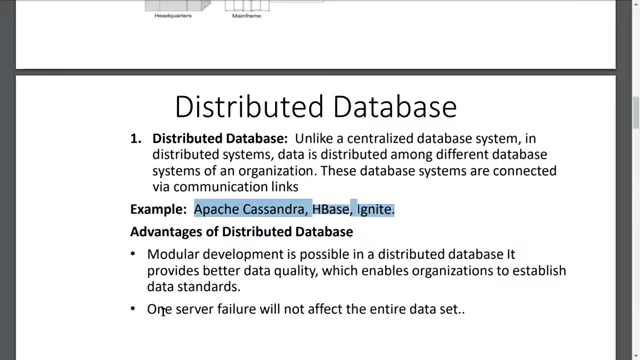 Headquarters Mainframe
Distributed Database
1. Distributed Database: Unlike a centralized database system, in
distributed systems, data is distributed among different database
systems of an organization. These database systems are connected
via communication links
Example: Apache Cassandra, HBase, Ignite.
Advantages of Distributed Database
• Modular development is possible in a distributed database It
provides better data quality, which enables organizations to establish
data standards.
• One server failure will not affect the entire data set..